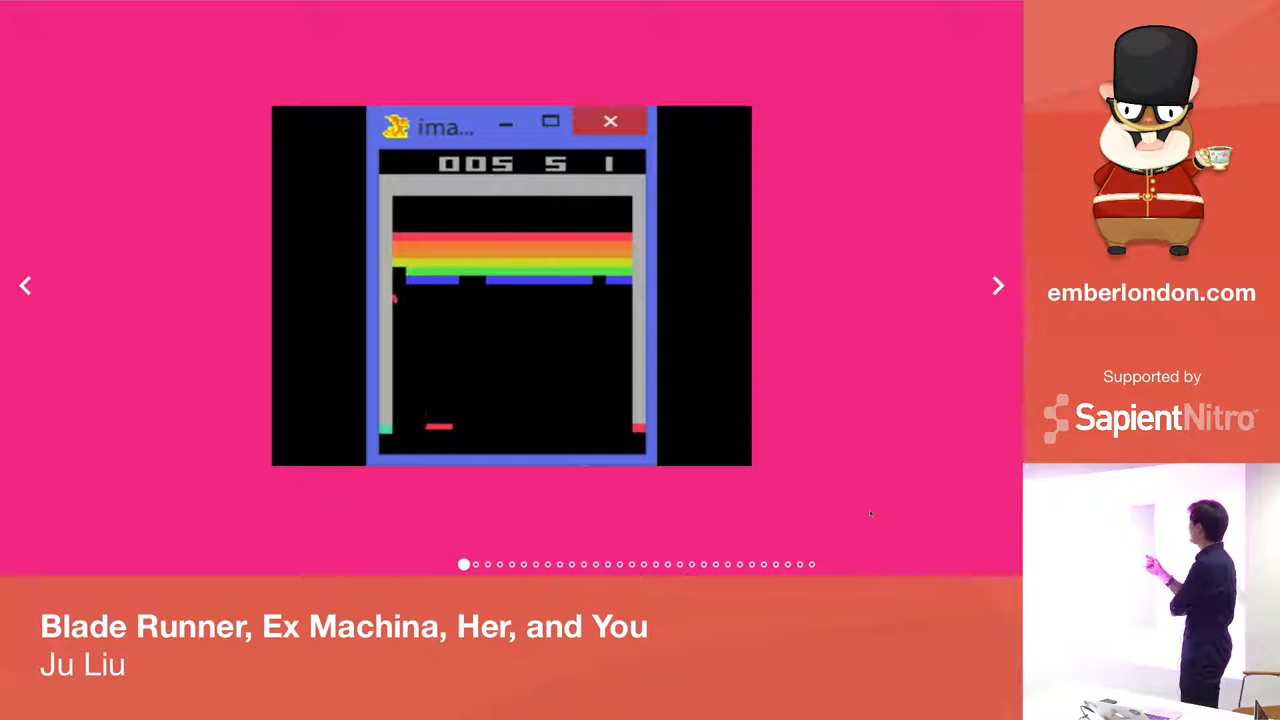 ima...
005 5 1
emberlondon.com
Supported by
SapientNitro
Blade Runner, Ex Machina, Her, and You
Ju Liu